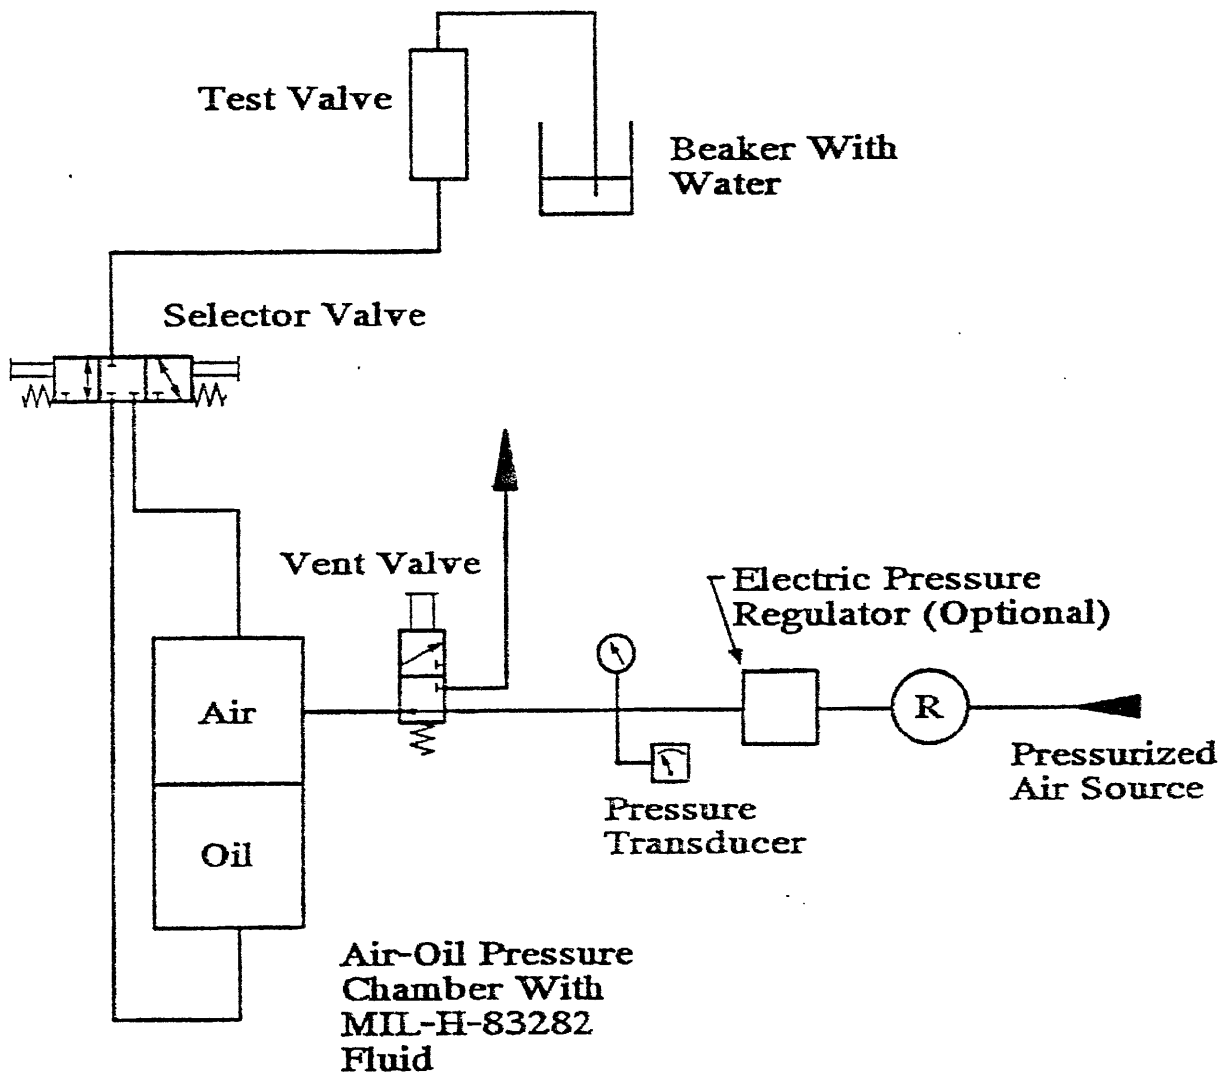 Test Valve
Beaker With
Water
Selector Valve
Vent Valve
Electric Pressure
Regulator (Optional)
Air
R
Pressurized
Air Source
Pressure
Transducer
Oil
Air-Oil Pressure
Chamber With
MIL-H-83282
Fluid